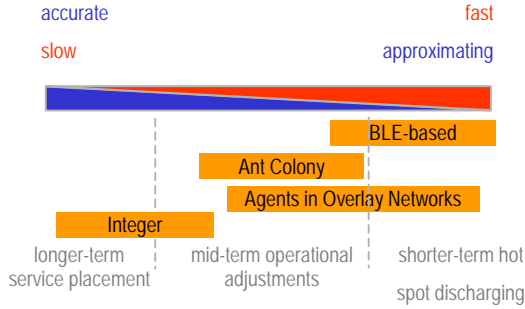 accurate fast
slow approximating
BLE-based
Ant Colony
Agents in Overlay Networks
Integer
longer-term mid-term operational shorter-term hot
service placement adjustments
spot discharging